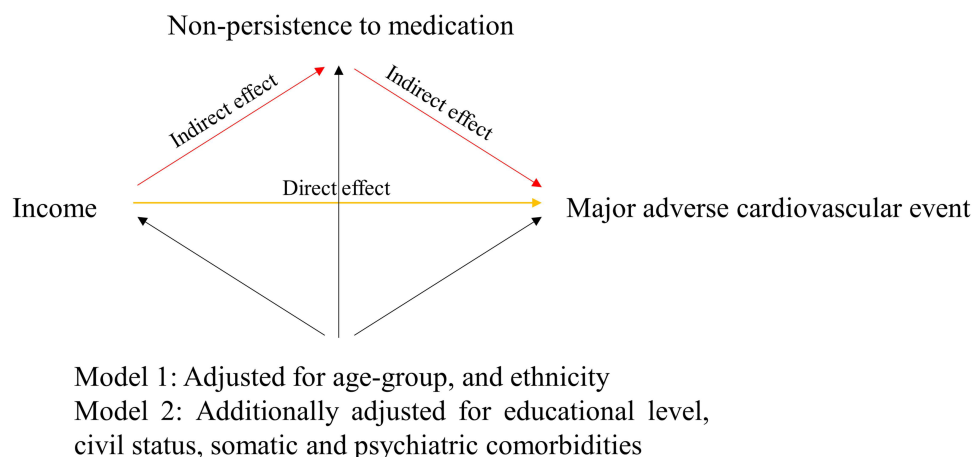 Non-persistence to medication
Indirect effect
Indirect effect
Direct effect
Income
Major adverse cardiovascular event
Model 1: Adjusted for age-group, and ethnicity
Model 2: Additionally adjusted for educational level,
civil status, somatic and psychiatric comorbidities